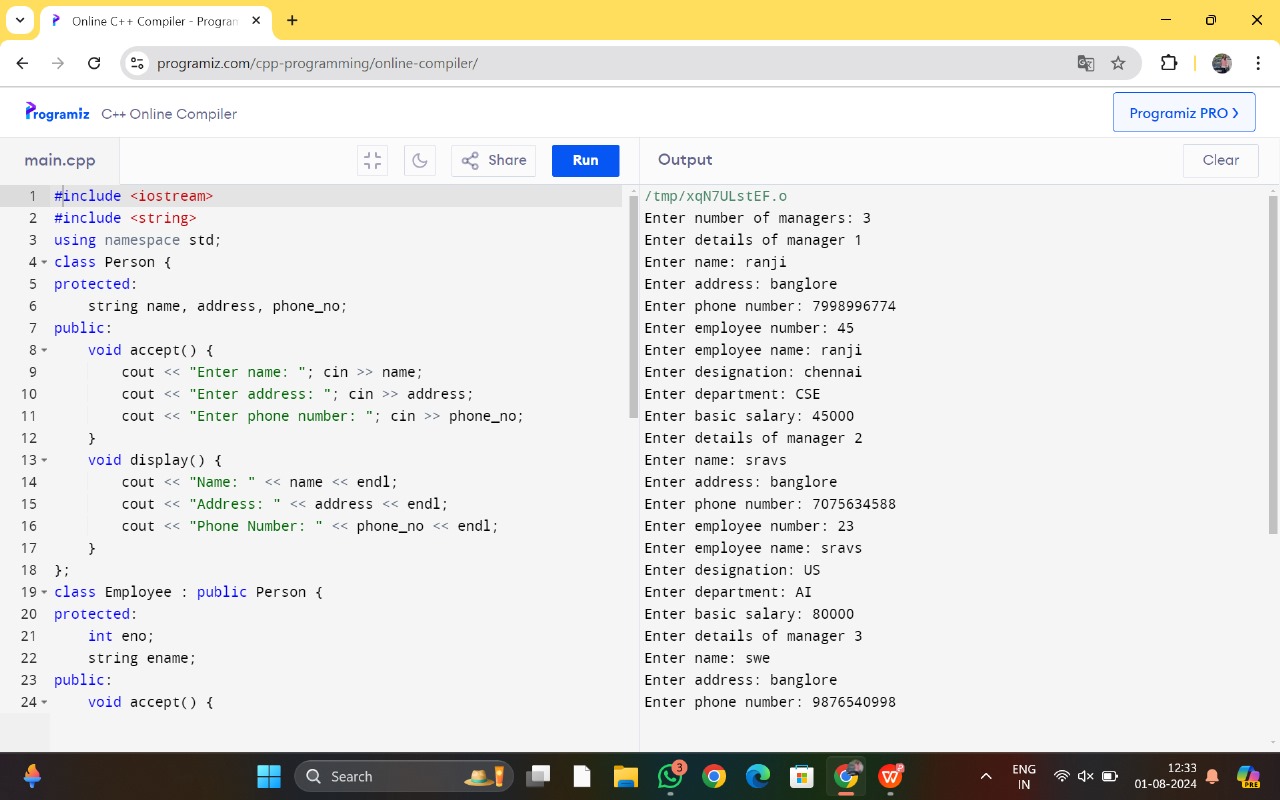 Online C++ Compiler - Program
programiz.com/cpp-programming/online-compiler/
Programiz C++ Online Compiler
Programiz PRO ❯
main.cpp
Share
Run
Output
Clear
1 #include <iostream>
2 #include <string>
3 using namespace std;
4 class Person {
5 protected:
6 string name, address, phone_no;
7 public:
8 void accept() {
9 cout << "Enter name: "; cin >> name;
10 cout << "Enter address: "; cin >> address;
11 cout << "Enter phone number: "; cin >> phone_no;
12 }
13 void display() {
14 cout << "Name: " << name << endl;
15 cout << "Address: " << address << endl;
16 cout << "Phone Number: " << phone_no << endl;
17 }
18 };
19 class Employee : public Person {
20 protected:
21 int eno;
22 string ename;
23 public:
24 void accept() {
/tmp/xqN7ULstEF.o
Enter number of managers: 3
Enter details of manager 1
Enter name: ranji
Enter address: banglore
Enter phone number: 7998996774
Enter employee number: 45
Enter employee name: ranji
Enter designation: chennai
Enter department: CSE
Enter basic salary: 45000
Enter details of manager 2
Enter name: sravs
Enter address: banglore
Enter phone number: 7075634588
Enter employee number: 23
Enter employee name: sravs
Enter designation: US
Enter department: AI
Enter basic salary: 80000
Enter details of manager 3
Enter name: swe
Enter address: banglore
Enter phone number: 9876540998
Search
3
ENG
IN
12:33
01-08-2024
PRE